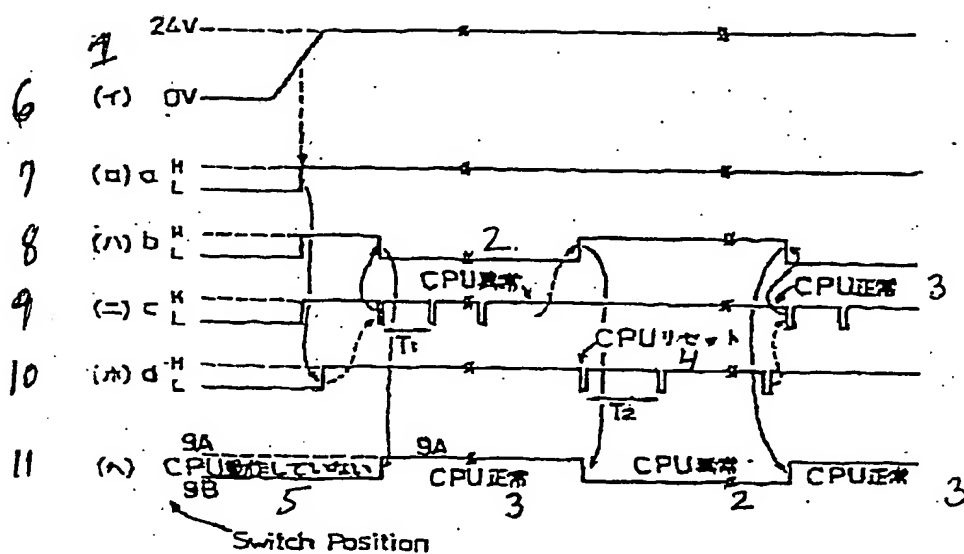 1 24V
6 (イ) 0V
7 (ロ) a H
L
8 (ハ) b H
L
2.
CPU異常
CPU正常 3
9 (ニ) c H
L
T1
CPUリセット
4
10 (ホ) d H
L
T2
9A
9A
11 (ヘ) CPU動作していない
9B
5
CPU正常
3
CPU異常
2
CPU正常 3
Switch Position